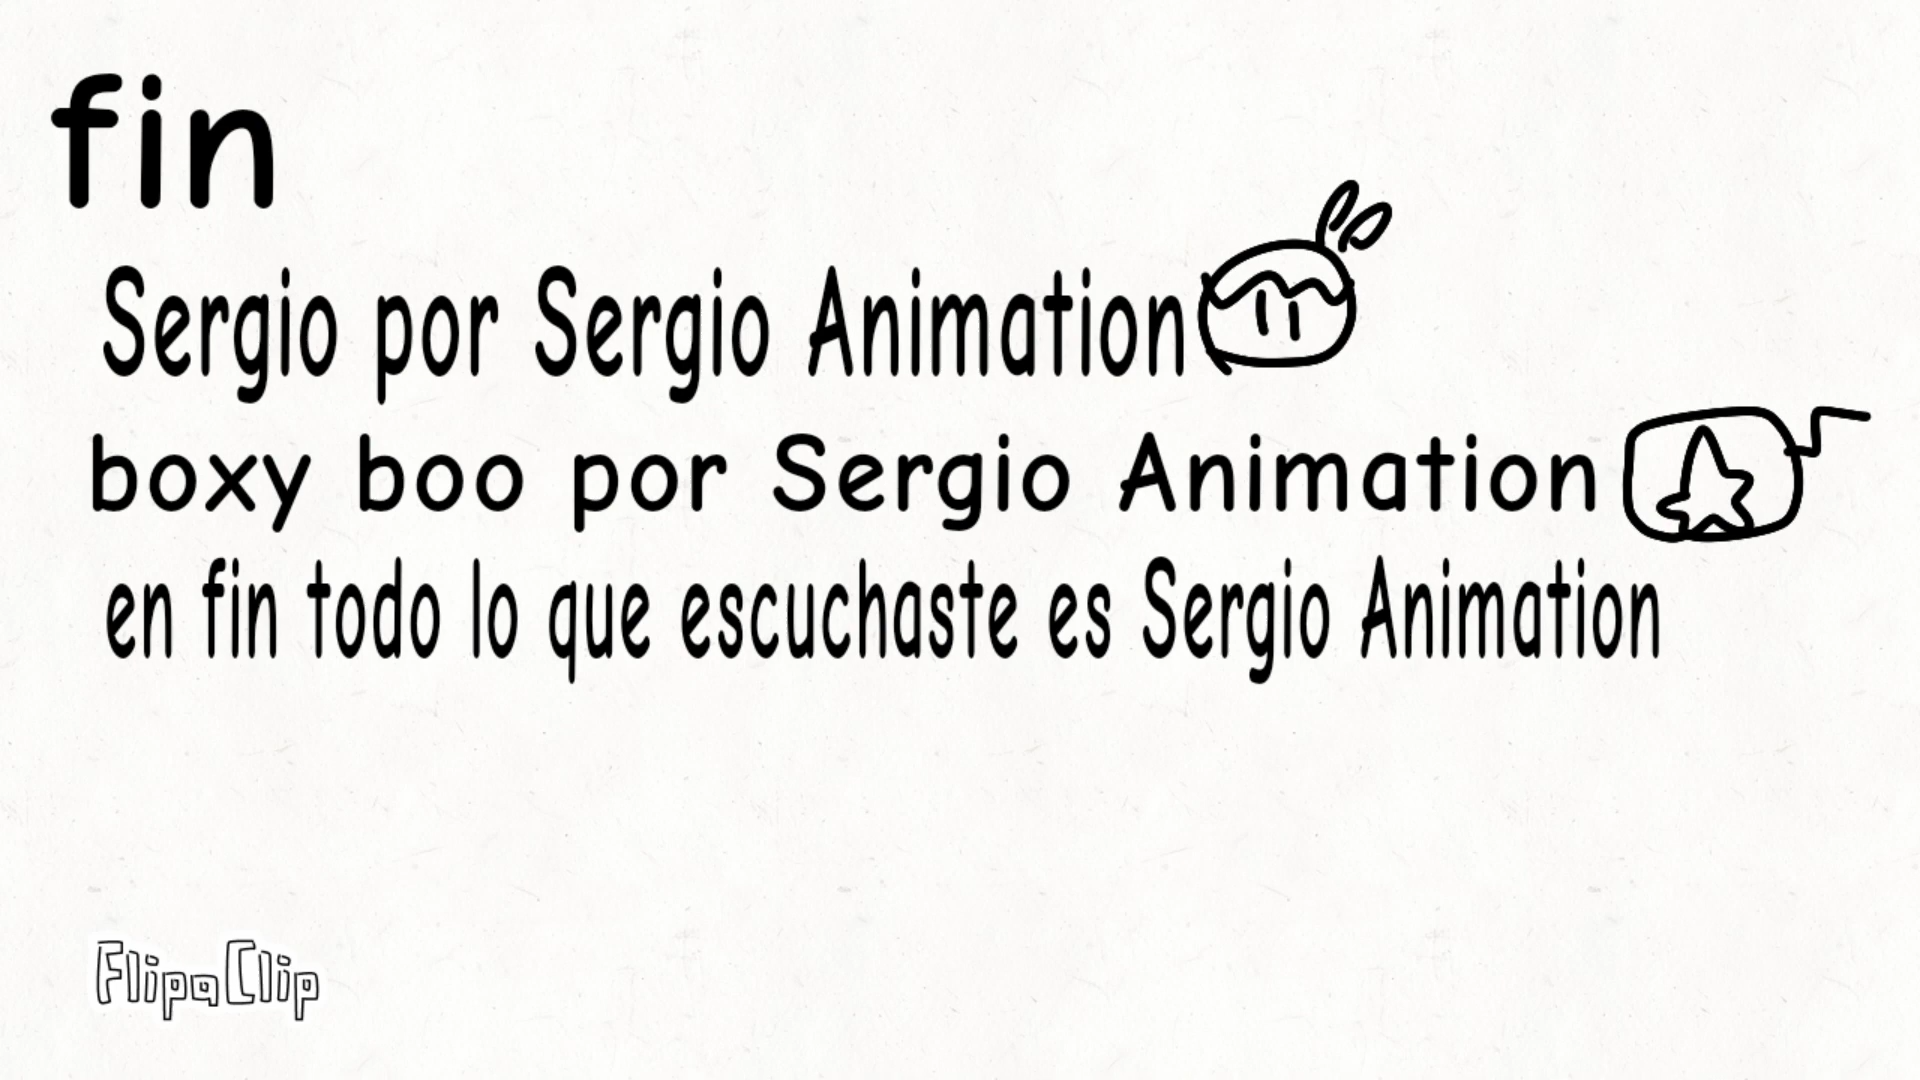 fin
Sergio por Sergio Animation
boxy boo por Sergio Animation
en fin todo lo que escuchaste es Sergio Animation
FlipaClip